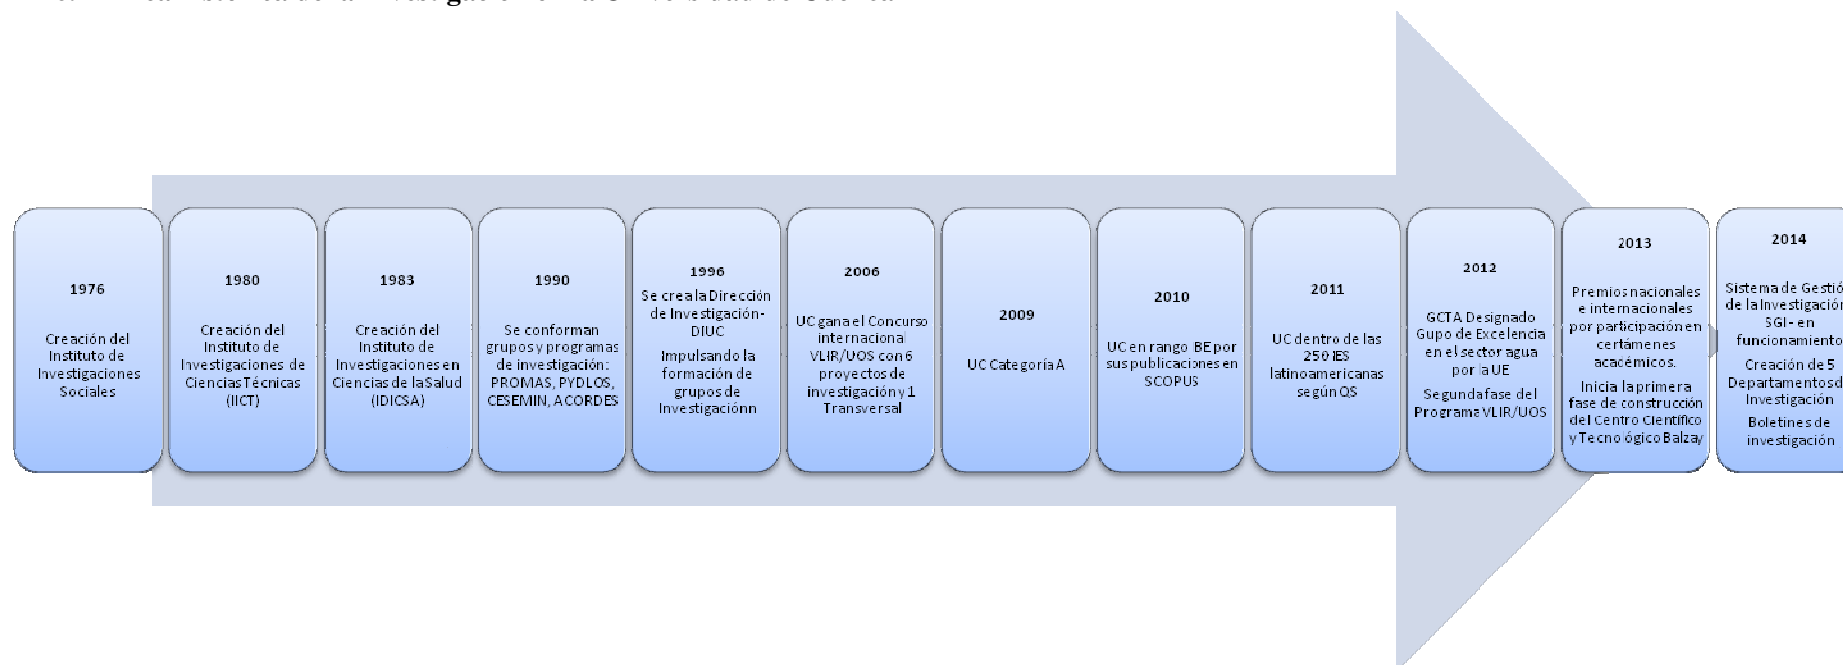 1976
Creación del
Instituto de
Investigaciones
Sociales
1980
Creación del
Instituto de
Investigaciones de
Ciencias Técnicas
(IICT)
1983
Creación del
Instituto de
Investigaciones en
Ciencias de la Salud
(IDICSA)
1990
Se conforman
grupos y programas
de investigación:
PROMAS, PYDLOS,
CESEMIN, ACORDES
1996
Se crea la Dirección
de Investigación-
DIUC
Impulsando la
formación de
grupos de
Investigaciónn
2006
UC gana el Concurso
internacional
VLIR/UOS con 6
proyectos de
investigación y 1
Transversal
2009
UC Categoría A
2010
UC en rango BE por
sus publicaciones en
SCOPUS
2011
UC dentro de las
250 IES
latinoamericanas
según QS
2012
GCTA Designado
Gupo de Excelencia
en el sector agua
por la UE
Segunda fase del
Programa VLIR/UOS
2013
Premios nacionales
e internacionales
por participación en
certámenes
académicos.
Inicia la primera
fase de construcción
del Centro Científico
y Tecnológico Balzay
2014
Sistema de Gestión
de la Investigación
SGI- en
funcionamiento
Creación de 5
Departamentos d
Investigación
Boletines de
investigación